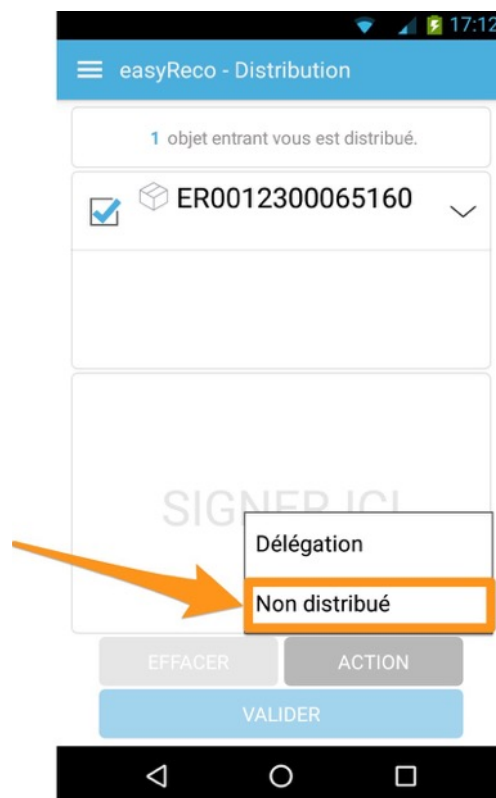 17:12
easyReco - Distribution
1 objet entrant vous est distribué.
ER0012300065160
SIGNER ICI
Délégation
Non distribué
EFFACER
ACTION
VALIDER